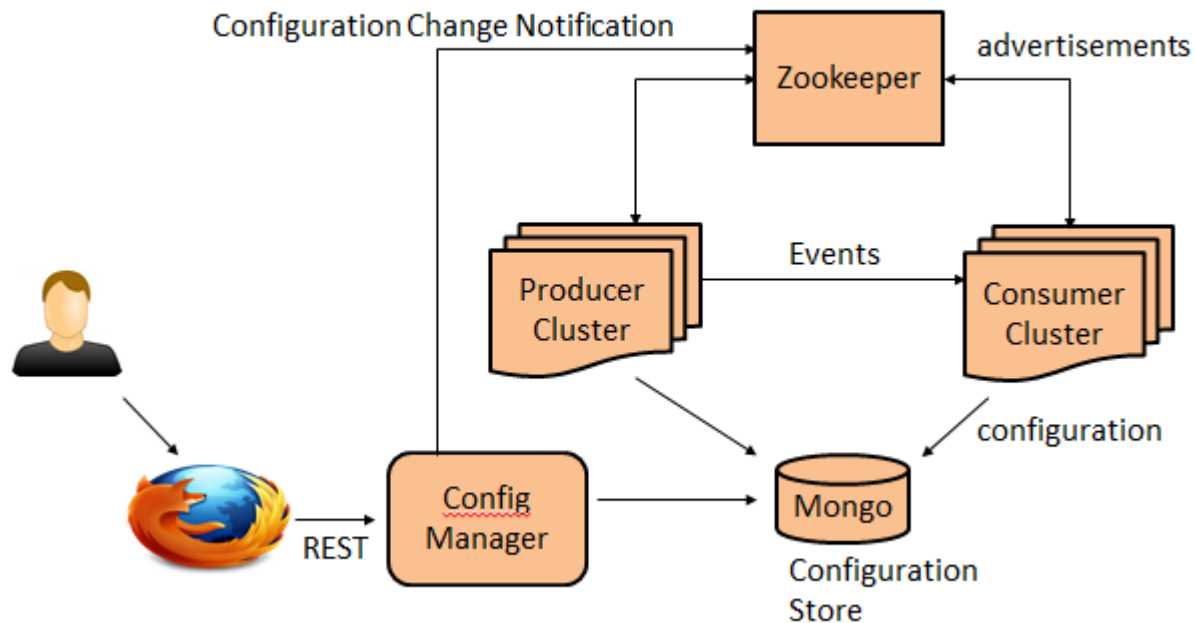 Configuration Change Notification
Zookeeper
advertisements
Producer
Cluster
Events
Consumer
Cluster
configuration
Config
Manager
REST
Mongo
Configuration
Store